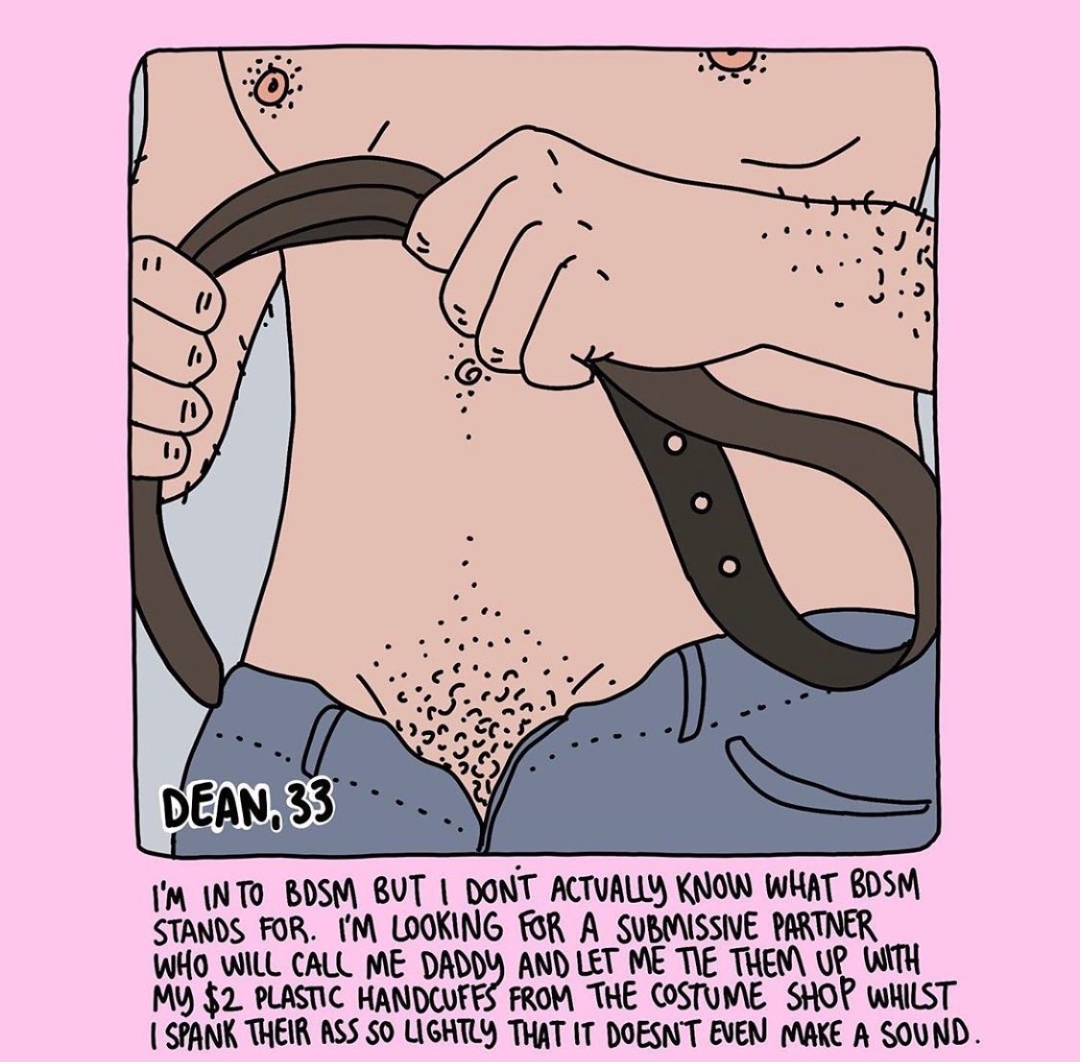 DEAN, 33
I'M INTO BDSM BUT I DON'T ACTUALLY KNOW WHAT BDSM
STANDS FOR. I'M LOOKING FOR A SUBMISSIVE PARTNER
WHO WILL CALL ME DADDY AND LET ME TIE THEM UP WITH
MY $2 PLASTIC HANDCUFFS FROM THE COSTUME SHOP WHILST
I SPANK THEIR ASS SO LIGHTLY THAT IT DOESN'T EVEN MAKE A SOUND.